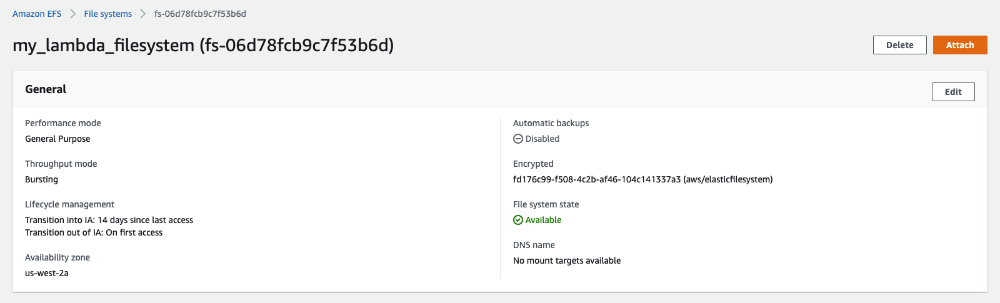 Amazon EFS > File systems > fs-06d78fcb9c7f53b6d
my_lambda_filesystem (fs-06d78fcb9c7f53b6d)
Delete
Attach
General
Edit
Performance mode
General Purpose
Throughput mode
Bursting
Lifecycle management
Transition into IA: 14 days since last access
Transition out of IA: On first access
Availability zone
us-west-2a
Automatic backups
Disabled
Encrypted
fd176c99-f508-4c2b-af46-104c141337a3 (aws/elasticfilesystem)
File system state
Available
DNS name
No mount targets available